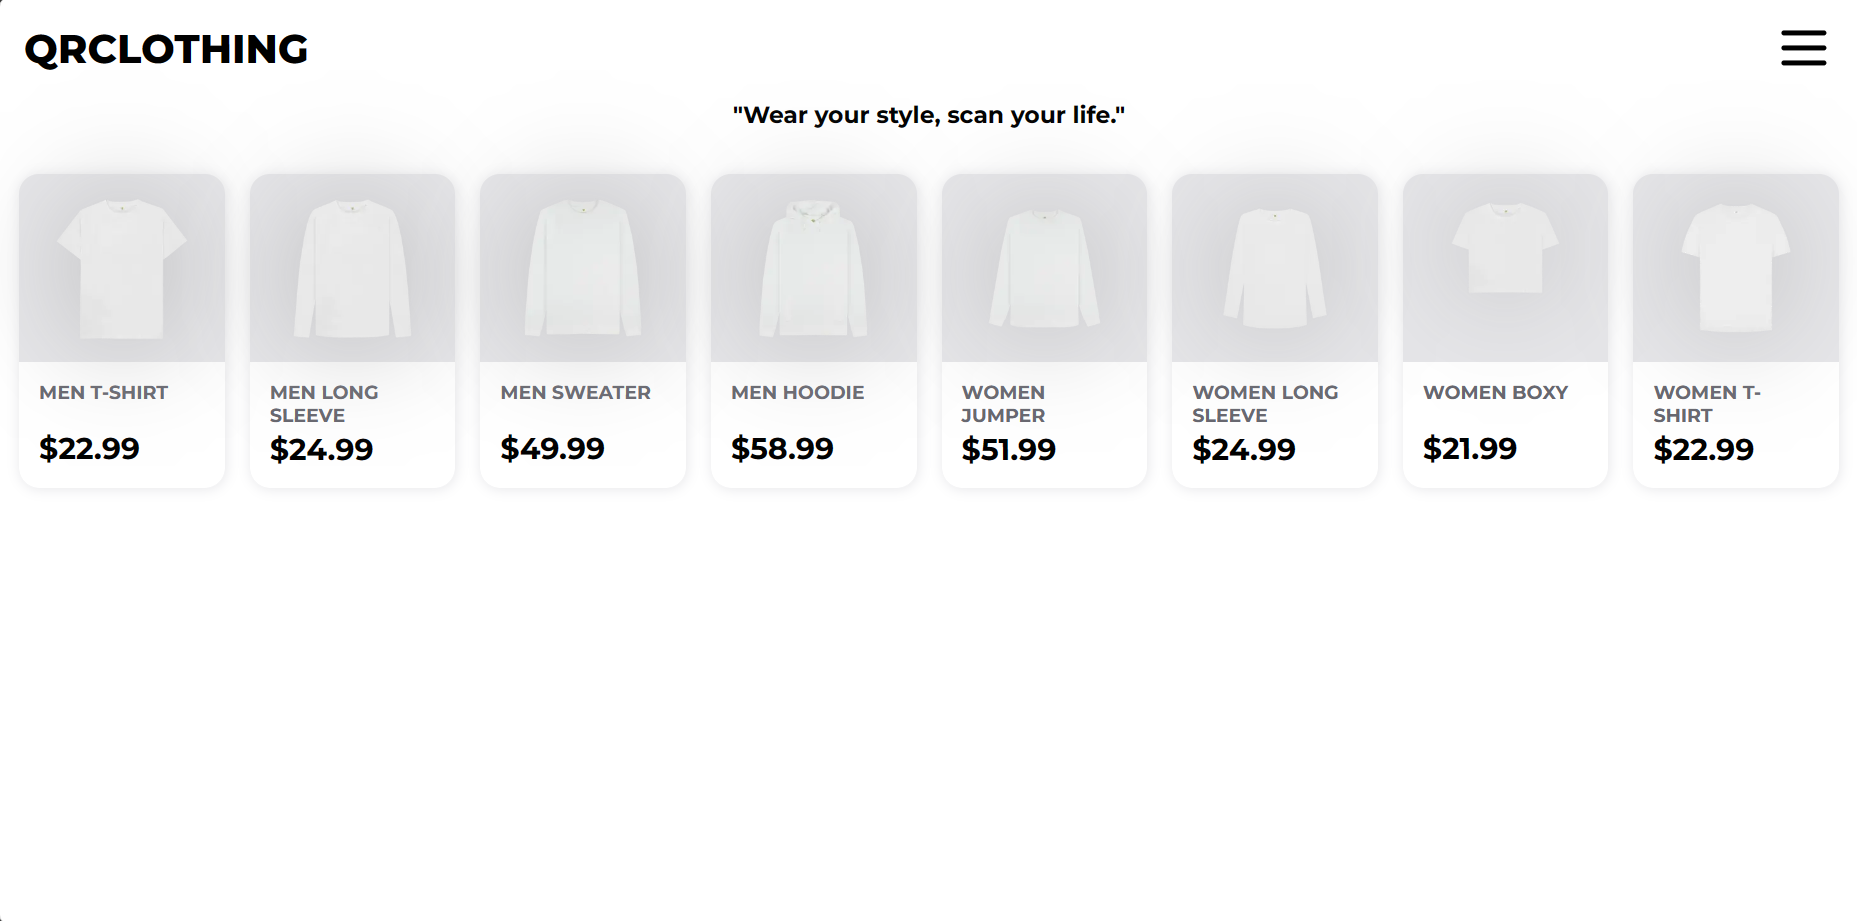 QRCLOTHING
"Wear your style, scan your life."
MEN T-SHIRT
$22.99
MEN LONG
SLEEVE
$24.99
MEN SWEATER
$49.99
MEN HOODIE
$58.99
WOMEN
JUMPER
$51.99
WOMEN LONG
SLEEVE
$24.99
WOMEN BOXY
$21.99
WOMEN T-
SHIRT
$22.99